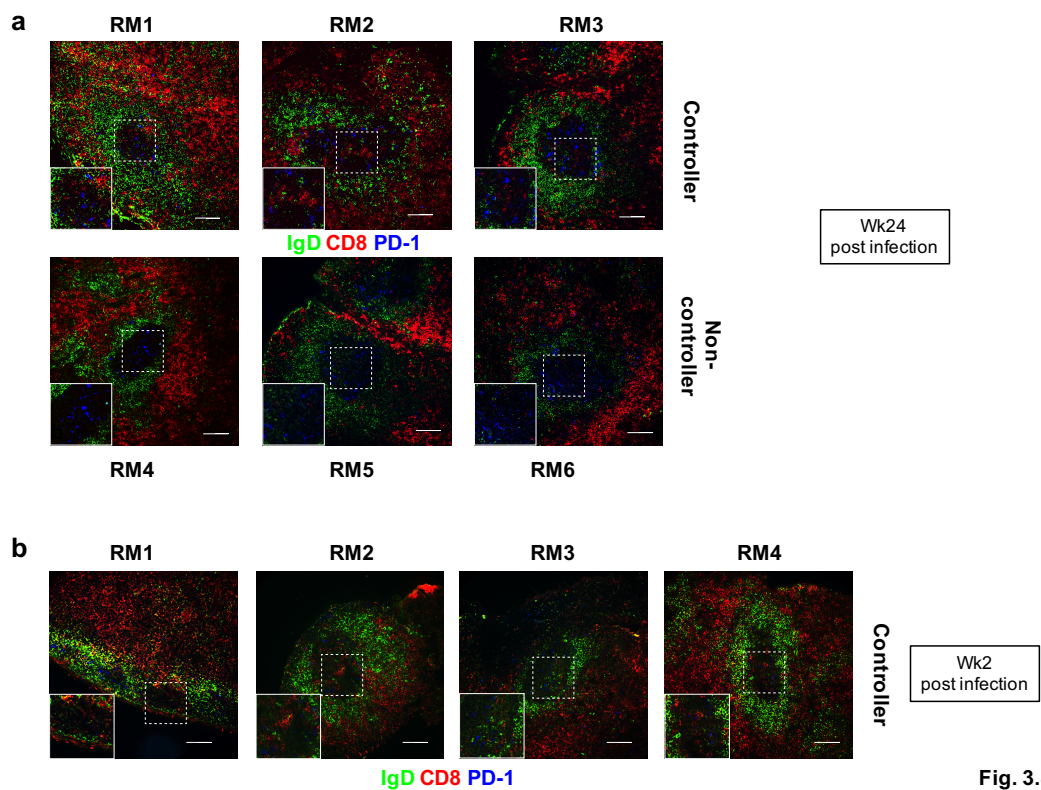 a
RM1 RM2 RM3
Controller
IgD CD8 PD-1
Wk24
post infection
Non-
controller
RM4 RM5 RM6
b
RM1 RM2 RM3 RM4
Controller
Wk2
post infection
IgD CD8 PD-1
Fig. 3.